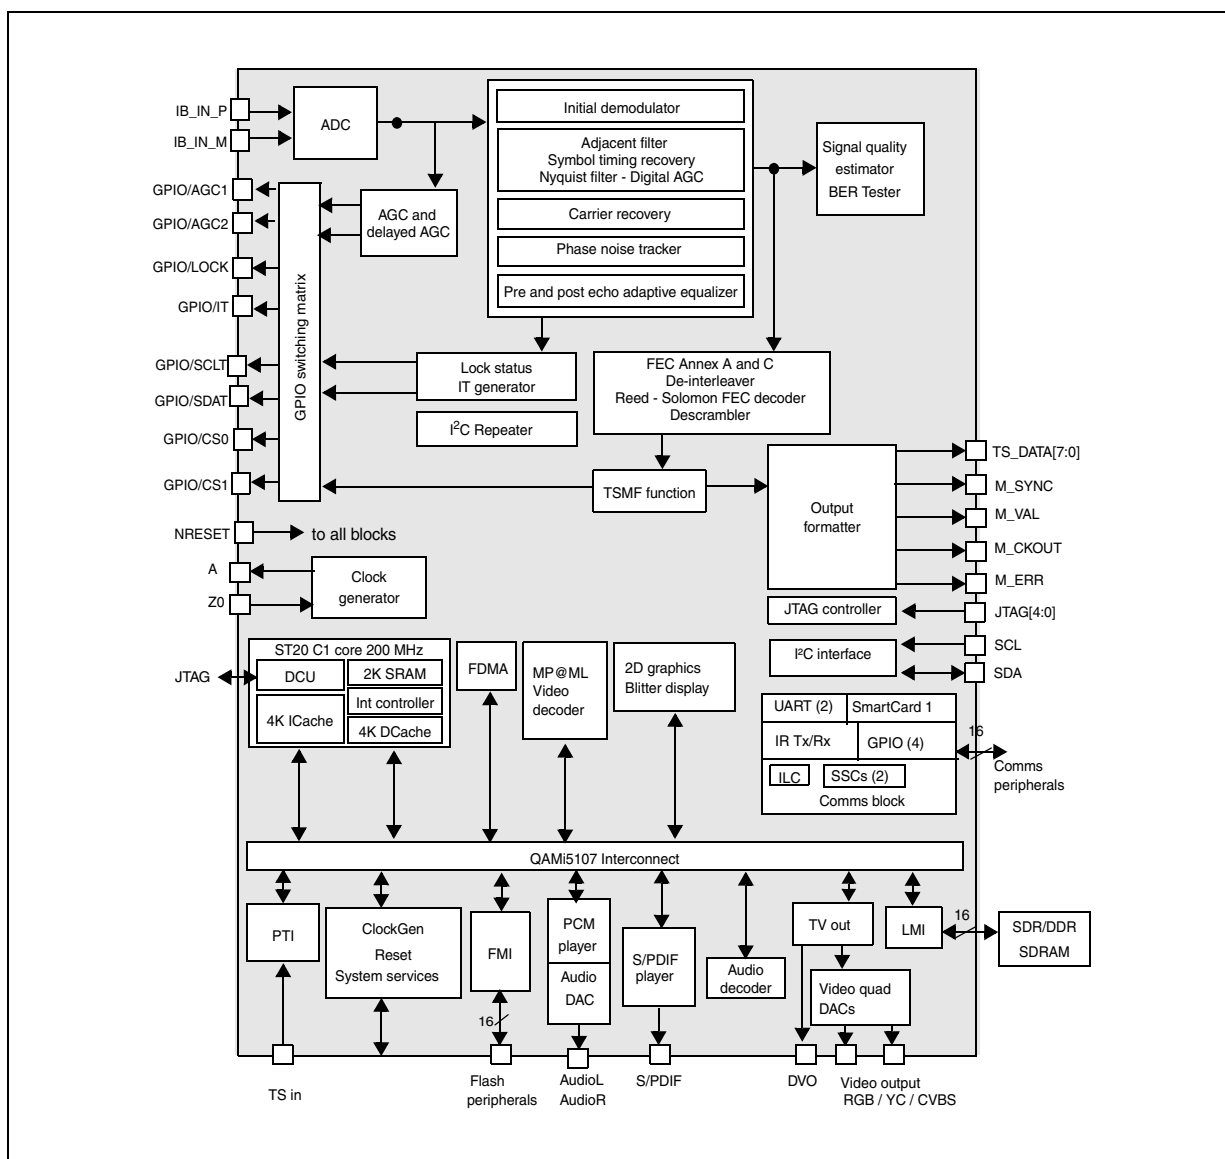 IB_IN_P
IB_IN_M
ADC
Initial demodulator
Adjacent filter
Symbol timing recovery
Nyquist filter - Digital AGC
Carrier recovery
Phase noise tracker
Pre and post echo adaptive equalizer
Signal quality
estimator
BER Tester
GPIO/AGC1
GPIO/AGC2
GPIO/LOCK
GPIO/IT
GPIO/SCLT
GPIO/SDAT
GPIO/CS0
GPIO/CS1
GPIO switching matrix
AGC and
delayed AGC
Lock status
IT generator
I2C Repeater
FEC Annex A and C
De-interleaver
Reed - Solomon FEC decoder
Descrambler
TSMF function
Output
formatter
TS_DATA[7:0]
M_SYNC
M_VAL
M_CKOUT
M_ERR
NRESET
to all blocks
A
Z0
Clock
generator
JTAG controller
JTAG[4:0]
I²C interface
SCL
SDA
JTAG
ST20 C1 core 200 MHz
DCU
2K SRAM
4K ICache
Int controller
4K DCache
FDMA
MP@ML
Video
decoder
2D graphics
Blitter display
UART (2)
SmartCard 1
IR Tx/Rx
GPIO (4)
ILC
SSCs (2)
Comms block
16
Comms
peripherals
QAMi5107 Interconnect
PTI
ClockGen
Reset
System services
FMI
16
PCM
player
Audio
DAC
S/PDIF
player
Audio
decoder
TV out
Video quad
DACs
LMI
16
SDR/DDR
SDRAM
TS in
Flash
peripherals
AudioL
AudioR
S/PDIF
DVO
Video output
RGB / YC / CVBS